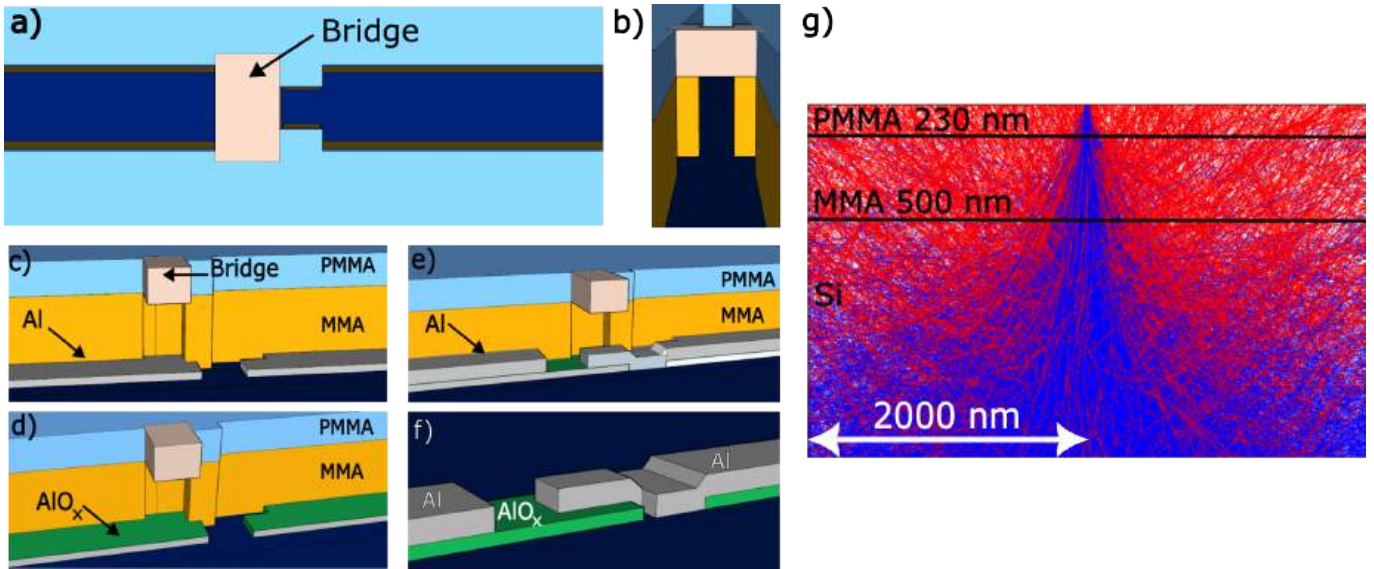 a)
Bridge
b)
g)
PMMA 230 nm
MMA 500 nm
Si
2000 nm
c)
Bridge
PMMA
Al
MMA
e)
PMMA
Al
MMA
d)
PMMA
MMA
AlOx
f)
Al
Al
AlOx